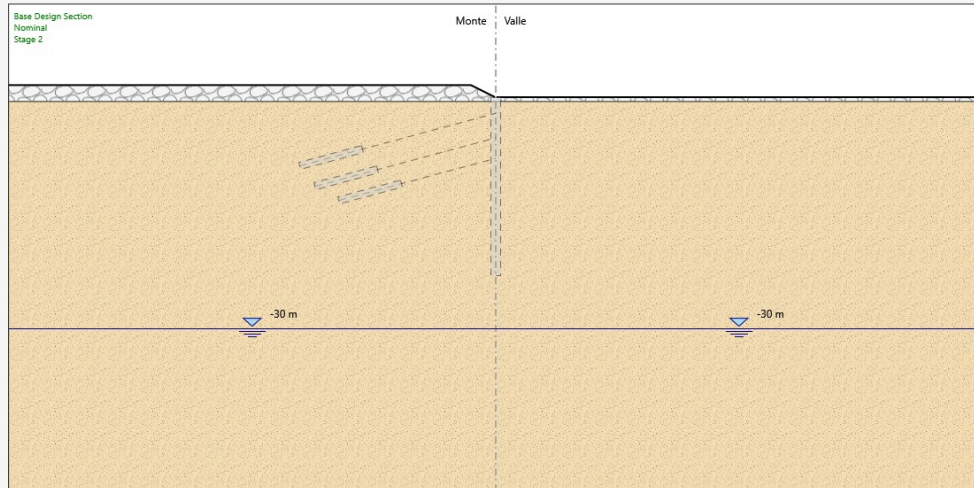 Base Design Section
Nominal
Stage 2
Monte
Valle
-30 m
-30 m